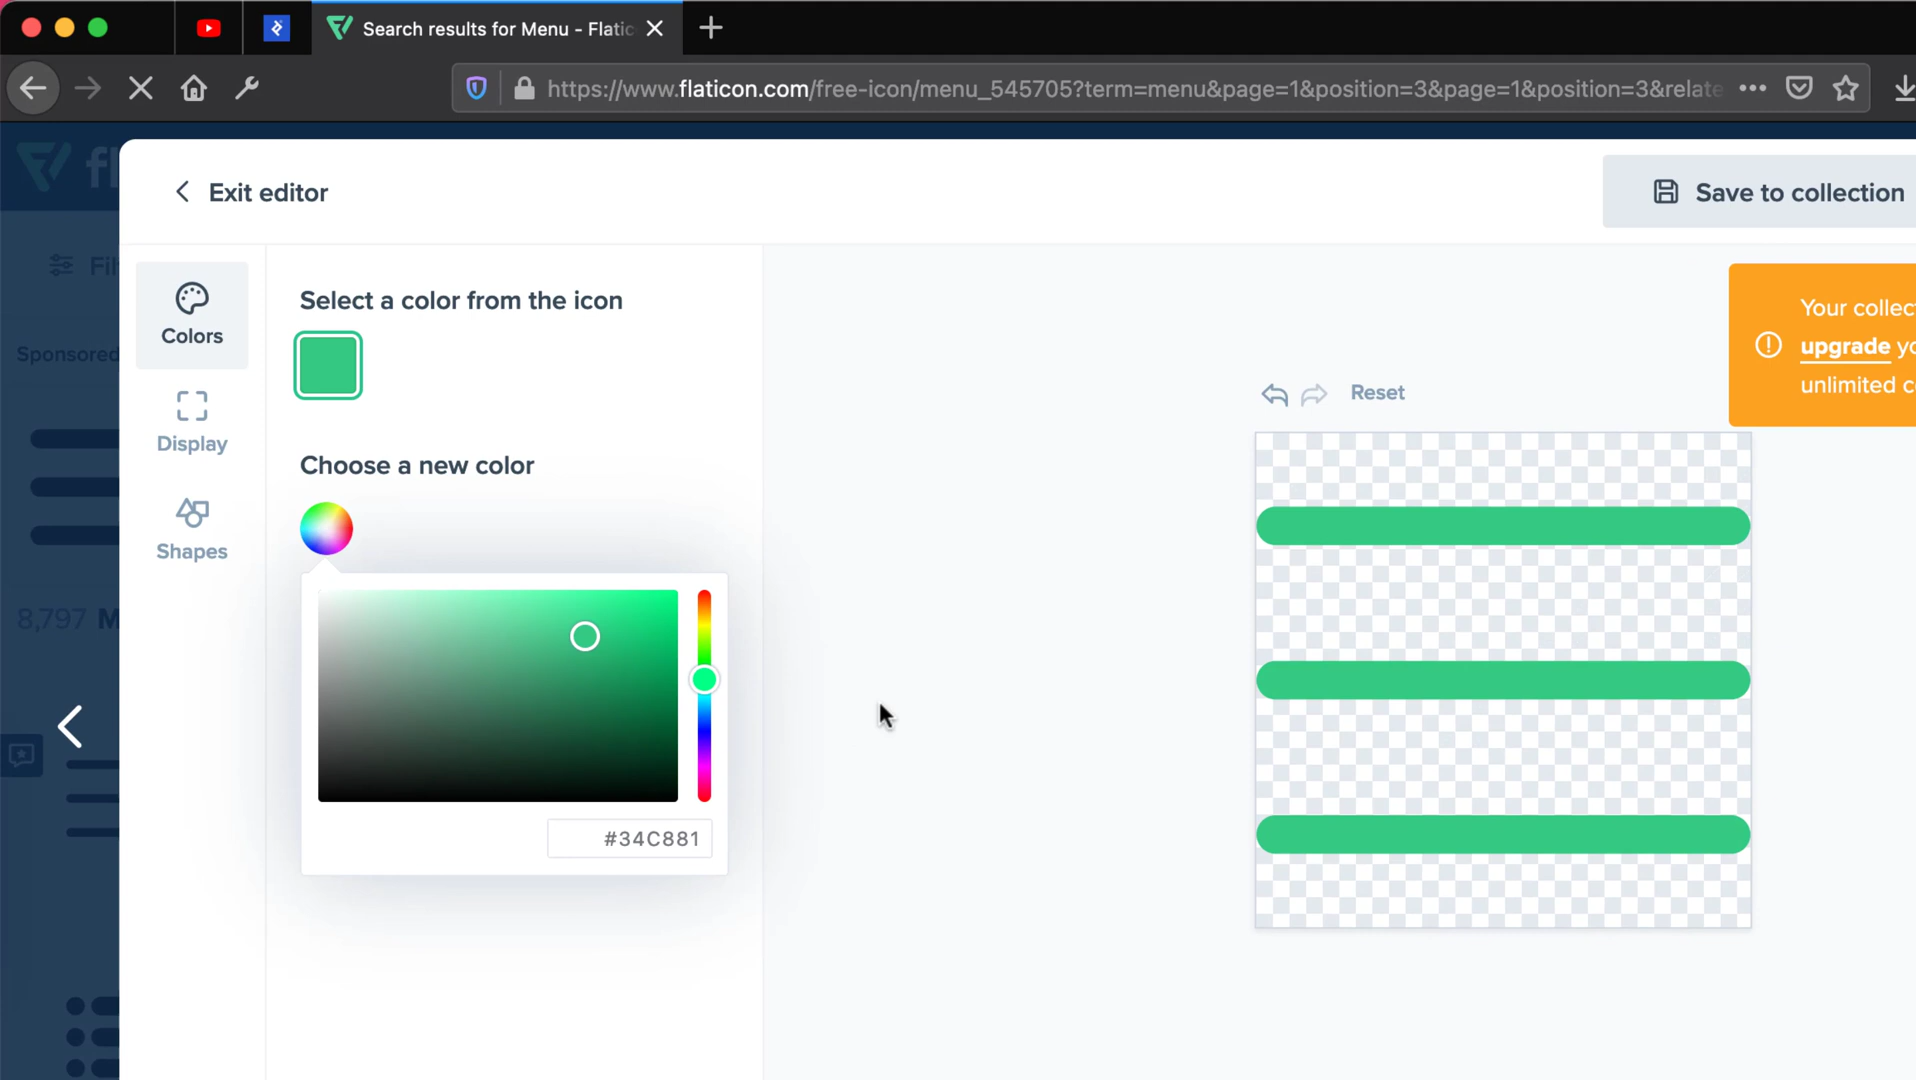 Search results for Menu - Flatic
https://www.flaticon.com/free-icon/menu_545705?term=menu&page=1&position=3&page=1&position=3&relate
fl
Exit editor
Save to collection
Fil
Colors
Select a color from the icon
Your collec
upgrade yo
unlimited c
Sponsored
Display
Reset
Choose a new color
Shapes
8,797 M
#34C881